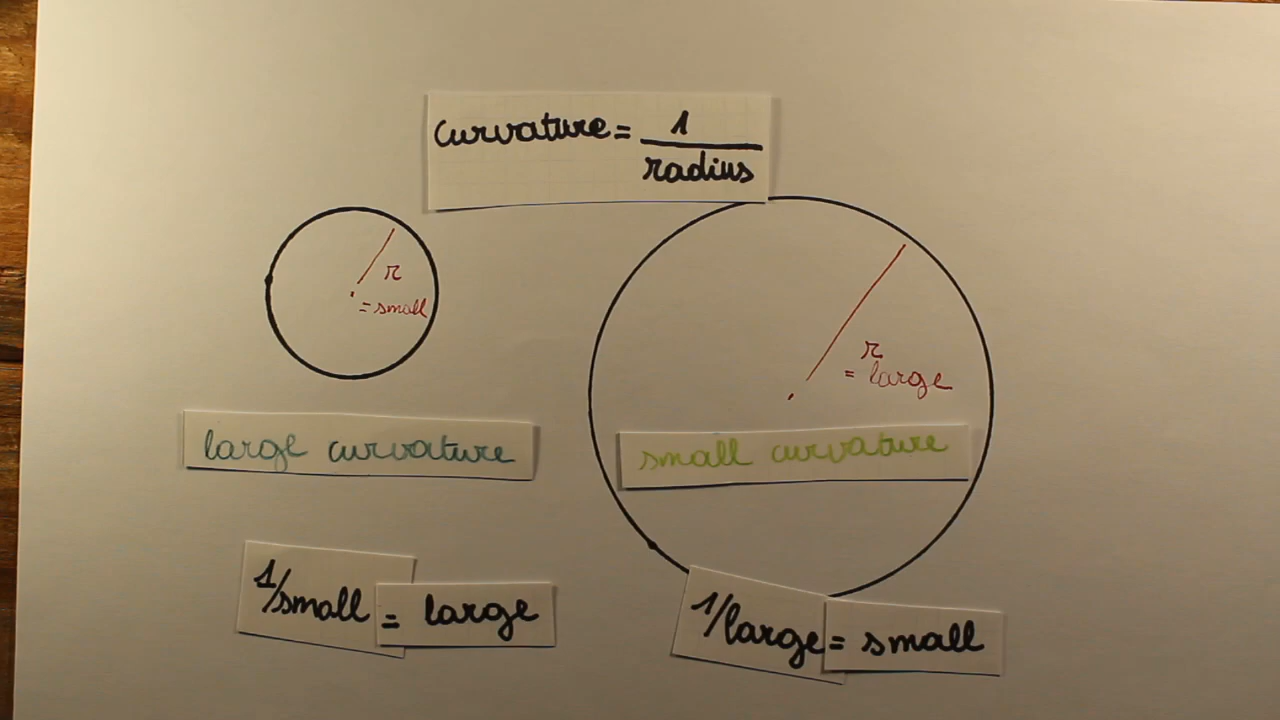 curvature = 1
radius
r
= small
r
= large
large curvature
small curvature
1/small = large
1/large = small